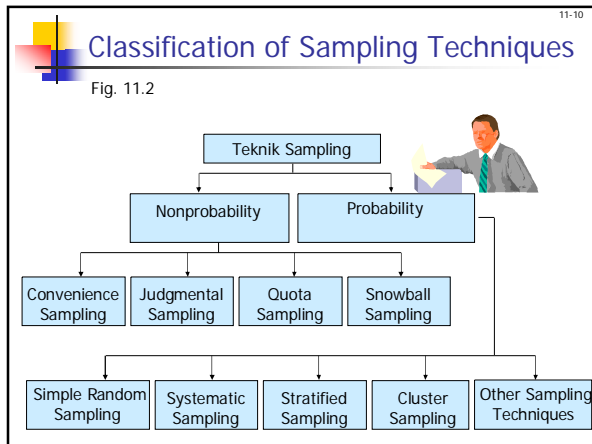 11-10
Classification of Sampling Techniques
Fig. 11.2
Teknik Sampling
Nonprobability
Probability
Convenience
Sampling
Judgmental
Sampling
Quota
Sampling
Snowball
Sampling
Simple Random
Sampling
Systematic
Sampling
Stratified
Sampling
Cluster
Sampling
Other Sampling
Techniques